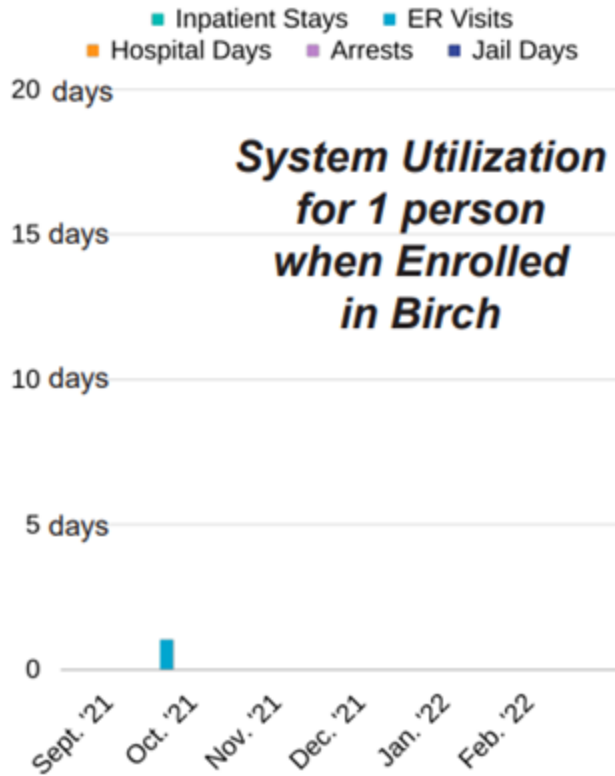 Inpatient Stays ER Visits
Hospital Days Arrests Jail Days
20 days
System Utilization
for 1 person
15 days
when Enrolled
in Birch
10 days
5 days
0
Sept. '21 Oct. '21 Nov. '21 Dec. '21 Jan. '22 Feb. '22